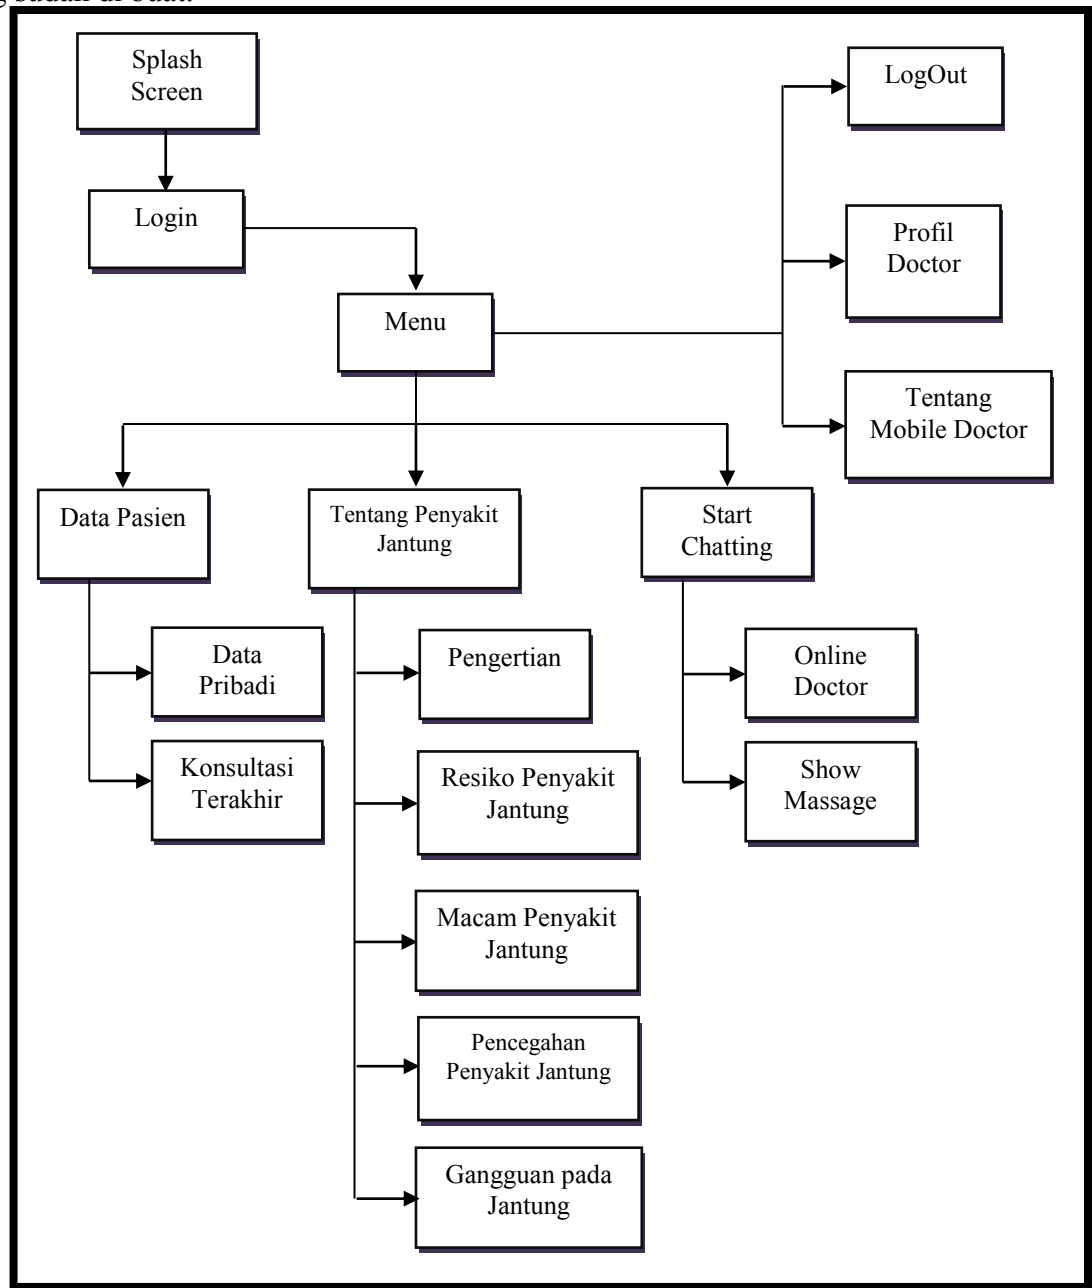 Splash
Screen
LogOut
Login
Profil
Doctor
Menu
Tentang
Mobile Doctor
Data Pasien
Tentang Penyakit
Jantung
Start
Chatting
Data
Pribadi
Pengertian
Online
Doctor
Konsultasi
Terakhir
Resiko Penyakit
Jantung
Show
Massage
Macam Penyakit
Jantung
Pencegahan
Penyakit Jantung
Gangguan pada
Jantung